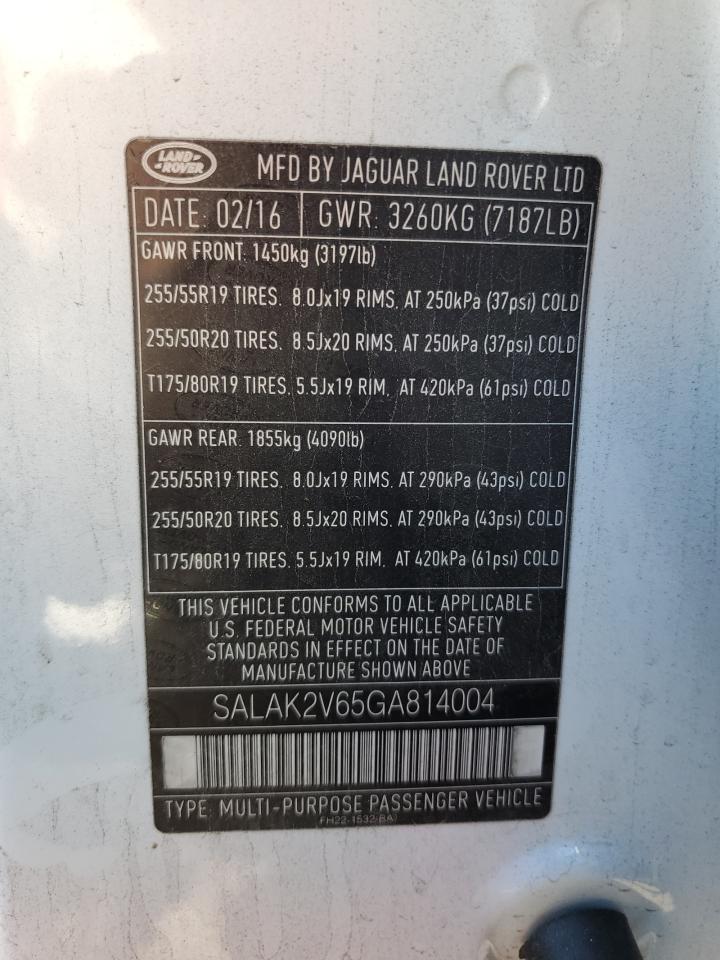 LAND-
-ROVER
MFD BY JAGUAR LAND ROVER LTD
DATE: 02/16 GWR: 3260KG (7187LB)
GAWR FRONT: 1450kg (3197lb)
255/55R19 TIRES, 8.0Jx19 RIMS, AT 250kPa (37psi) COLD
255/50R20 TIRES, 8.5Jx20 RIMS, AT 250kPa (37psi) COLD
T175/80R19 TIRES, 5.5Jx19 RIM, AT 420kPa (61psi) COLD
GAWR REAR: 1855kg (4090lb)
255/55R19 TIRES, 8.0Jx19 RIMS, AT 290kPa (43psi) COLD
255/50R20 TIRES, 8.5Jx20 RIMS, AT 290kPa (43psi) COLD
T175/80R19 TIRES, 5.5Jx19 RIM, AT 420kPa (61psi) COLD
THIS VEHICLE CONFORMS TO ALL APPLICABLE
U.S. FEDERAL MOTOR VEHICLE SAFETY
STANDARDS IN EFFECT ON THE DATE OF
MANUFACTURE SHOWN ABOVE
SALAK2V65GA814004
TYPE: MULTI-PURPOSE PASSENGER VEHICLE
FH22-1532-BA